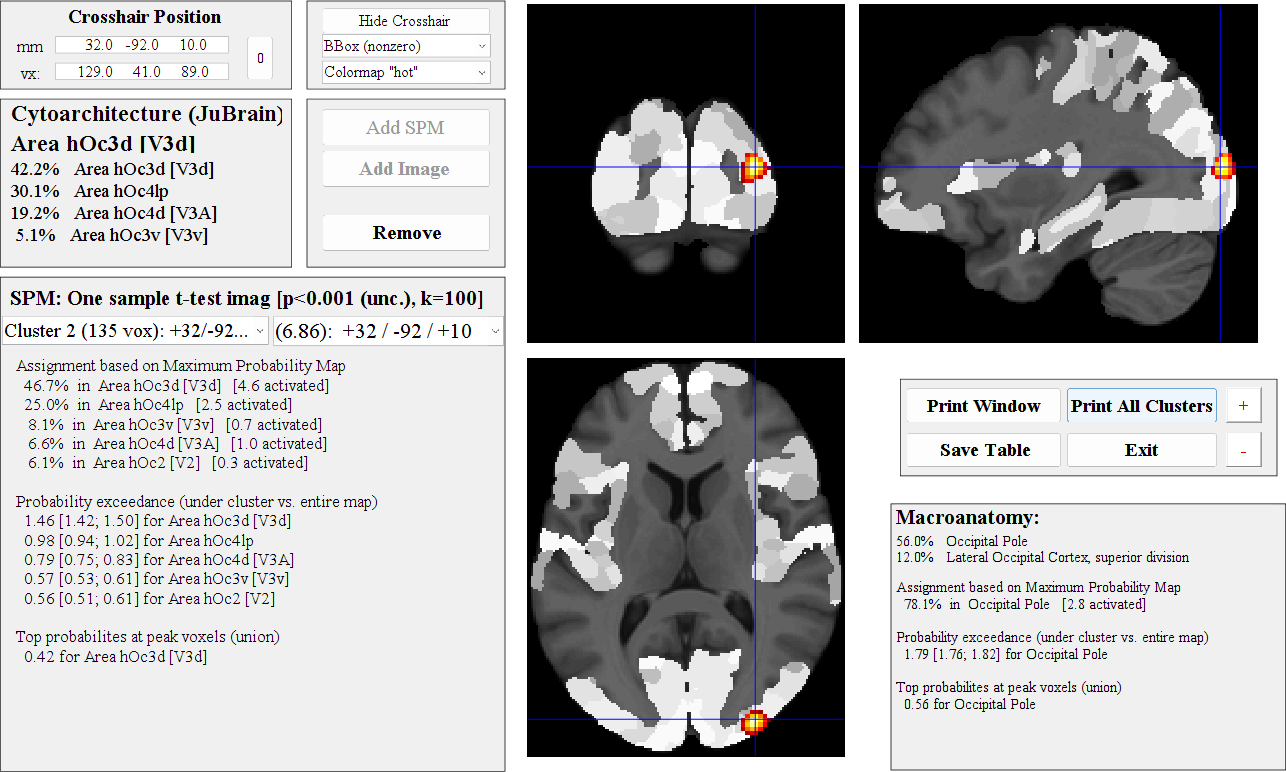 Crosshair Position
mm 32.0 -92.0 10.0
vx: 129.0 41.0 89.0
0
Hide Crosshair
BBox (nonzero)
Colormap "hot"
Cytoarchitecture (JuBrain)
Area hOc3d [V3d]
42.2% Area hOc3d [V3d]
30.1% Area hOc4lp
19.2% Area hOc4d [V3A]
5.1% Area hOc3v [V3v]
Add SPM
Add Image
Remove
SPM: One sample t-test imag [p<0.001 (unc.), k=100]
Cluster 2 (135 vox): +32/-92...
(6.86): +32 / -92 / +10
Assignment based on Maximum Probability Map
46.7% in Area hOc3d [V3d] [4.6 activated]
25.0% in Area hOc4lp [2.5 activated]
8.1% in Area hOc3v [V3v] [0.7 activated]
6.6% in Area hOc4d [V3A] [1.0 activated]
6.1% in Area hOc2 [V2] [0.3 activated]
Probability exceedance (under cluster vs. entire map)
1.46 [1.42; 1.50] for Area hOc3d [V3d]
0.98 [0.94; 1.02] for Area hOc4lp
0.79 [0.75; 0.83] for Area hOc4d [V3A]
0.57 [0.53; 0.61] for Area hOc3v [V3v]
0.56 [0.51; 0.61] for Area hOc2 [V2]
Top probabilites at peak voxels (union)
0.42 for Area hOc3d [V3d]
Print Window
Print All Clusters
+
Save Table
Exit
-
Macroanatomy:
56.0% Occipital Pole
12.0% Lateral Occipital Cortex, superior division
Assignment based on Maximum Probability Map
78.1% in Occipital Pole [2.8 activated]
Probability exceedance (under cluster vs. entire map)
1.79 [1.76; 1.82] for Occipital Pole
Top probabilites at peak voxels (union)
0.56 for Occipital Pole